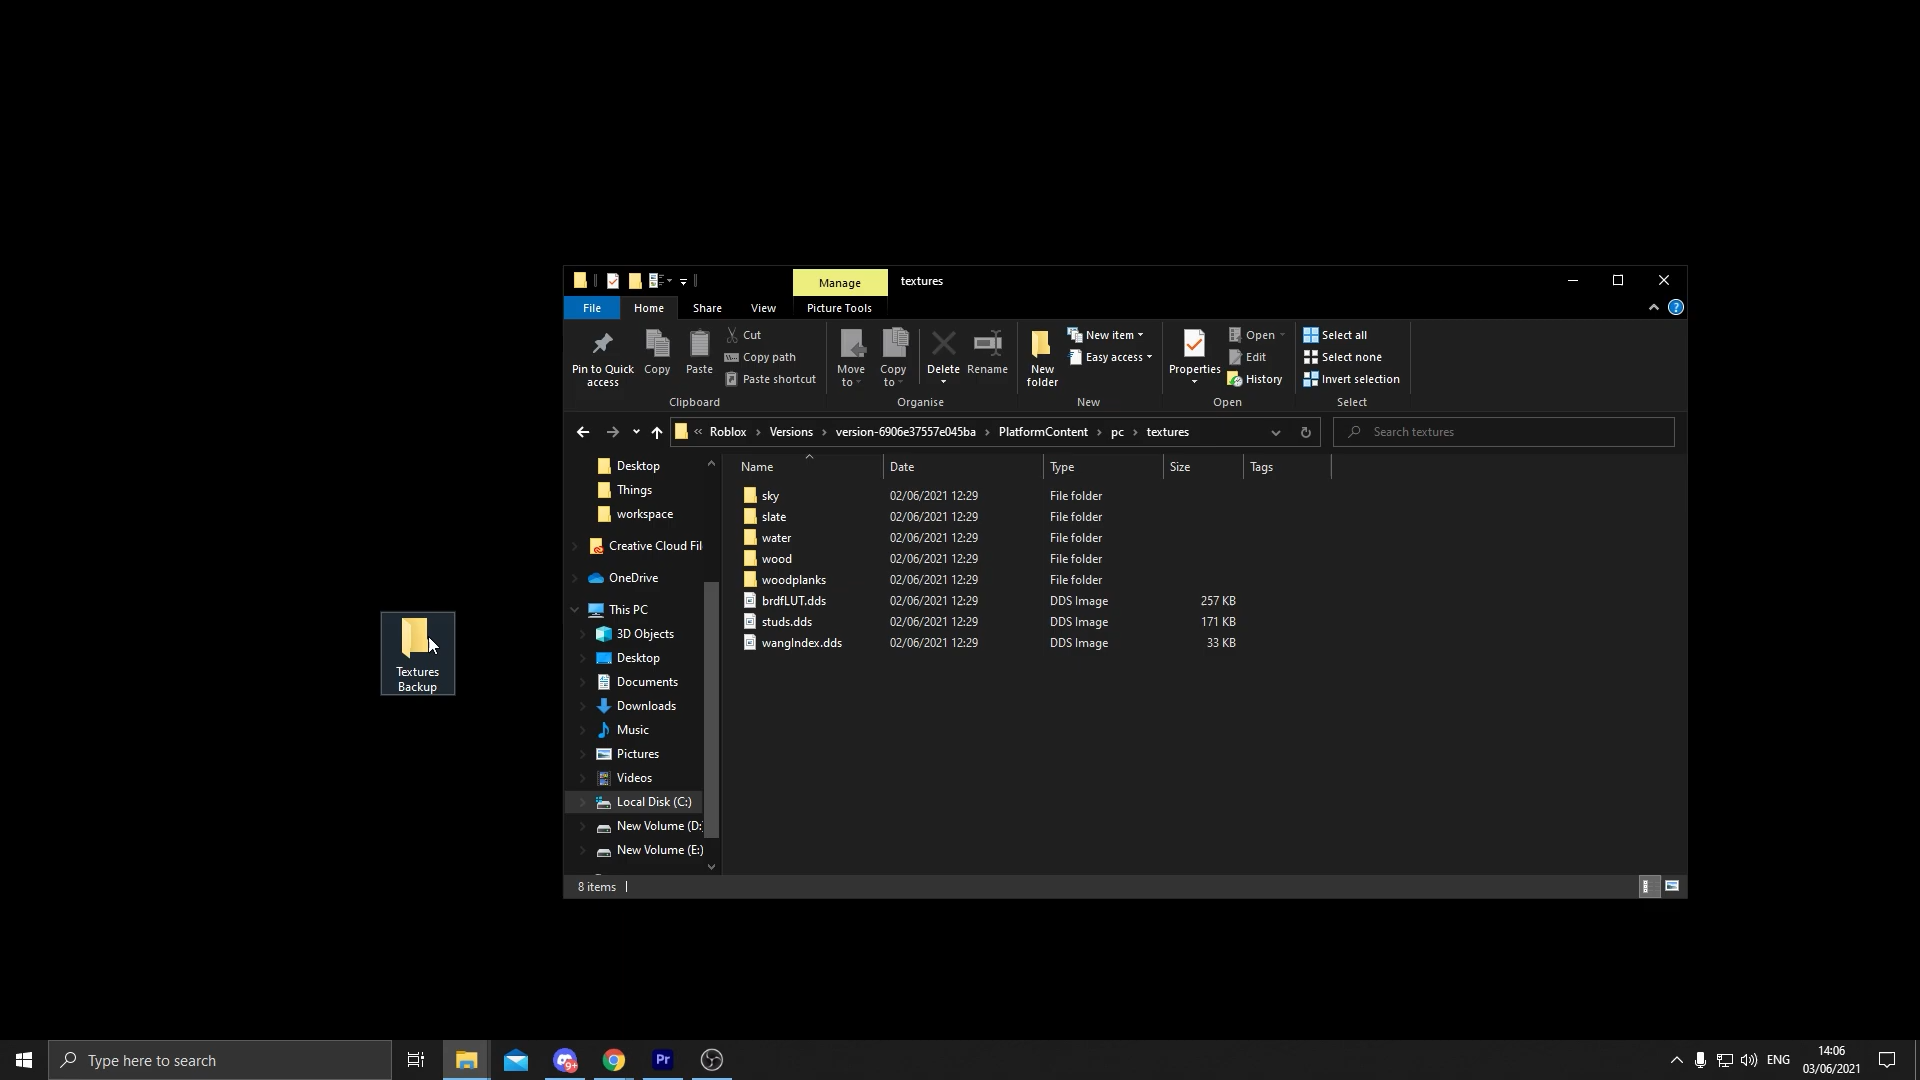 Manage
textures
File
Home
Share
View
Picture Tools
Pin to Quick access
Copy
Paste
Cut
Copy path
Paste shortcut
Clipboard
Move to
Copy to
Delete
Rename
Organise
New folder
New item
Easy access
New
Properties
Open
Edit
History
Open
Select all
Select none
Invert selection
Select
« Roblox › Versions › version-6906e37557e045ba › PlatformContent › pc › textures
Search textures
Desktop
Things
workspace
Creative Cloud Fil
OneDrive
This PC
3D Objects
Desktop
Documents
Downloads
Music
Pictures
Videos
Local Disk (C:)
New Volume (D:)
New Volume (E:)
Name Date Type Size Tags
sky 02/06/2021 12:29 File folder
slate 02/06/2021 12:29 File folder
water 02/06/2021 12:29 File folder
wood 02/06/2021 12:29 File folder
woodplanks 02/06/2021 12:29 File folder
brdfLUT.dds 02/06/2021 12:29 DDS Image 257 KB
studs.dds 02/06/2021 12:29 DDS Image 171 KB
wangIndex.dds 02/06/2021 12:29 DDS Image 33 KB
8 items
Textures
Backup
Type here to search
9+
Pr
ENG
14:06
03/06/2021